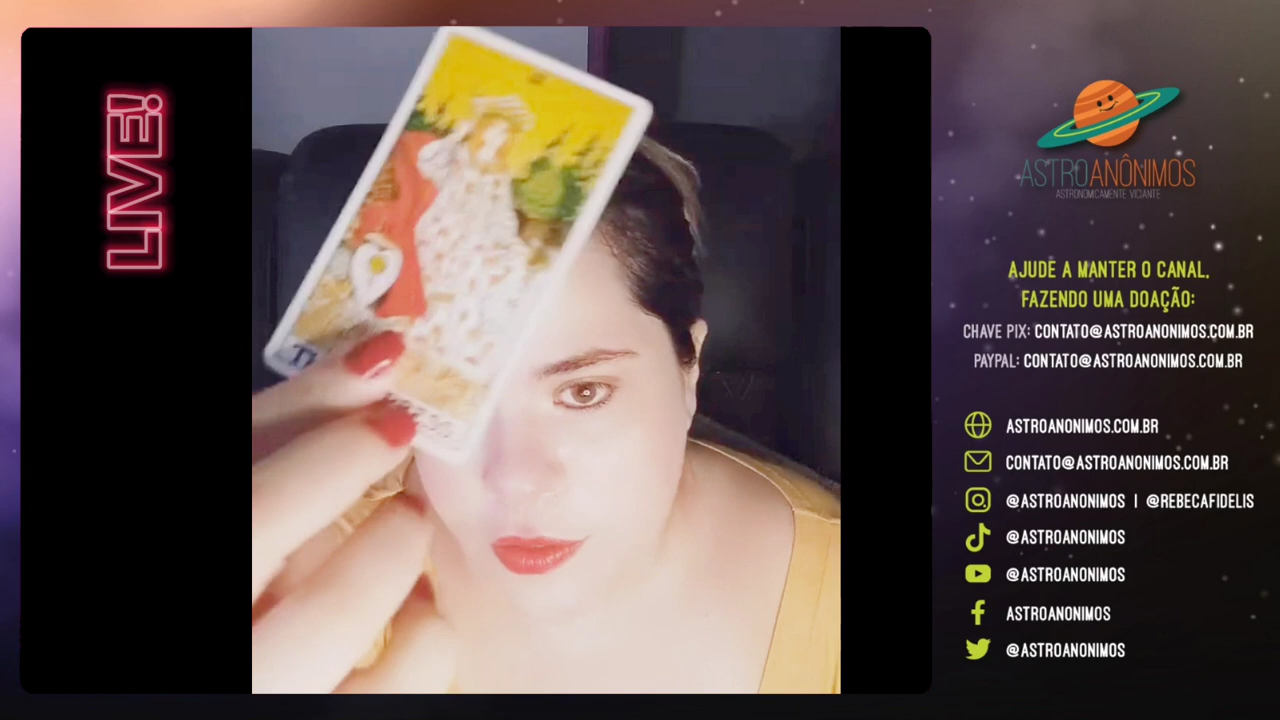 LIVE!
ASTROANÔNIMOS
ASTRONOMICAMENTE VICIANTE
AJUDE A MANTER O CANAL,
FAZENDO UMA DOAÇÃO:
CHAVE PIX: CONTATO@ASTROANONIMOS.COM.BR
PAYPAL: CONTATO@ASTROANONIMOS.COM.BR
ASTROANONIMOS.COM.BR
CONTATO@ASTROANONIMOS.COM.BR
@ASTROANONIMOS | @REBECAFIDELIS
@ASTROANONIMOS
@ASTROANONIMOS
ASTROANONIMOS
@ASTROANONIMOS